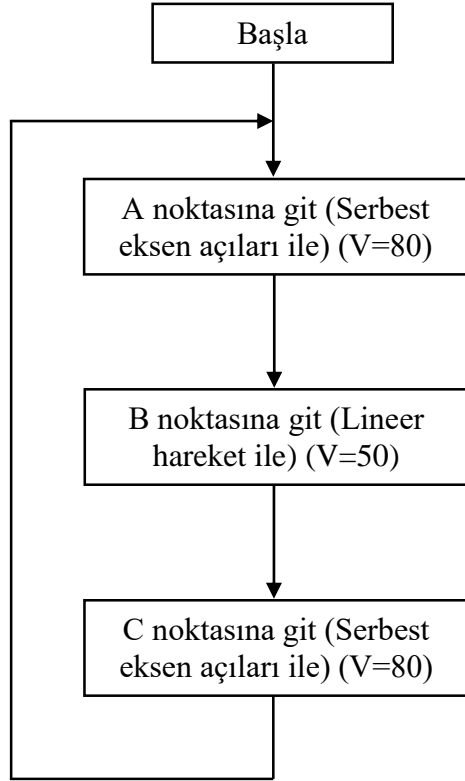 Başla
A noktasına git (Serbest
eksen açıları ile) (V=80)
B noktasına git (Lineer
hareket ile) (V=50)
C noktasına git (Serbest
eksen açıları ile) (V=80)